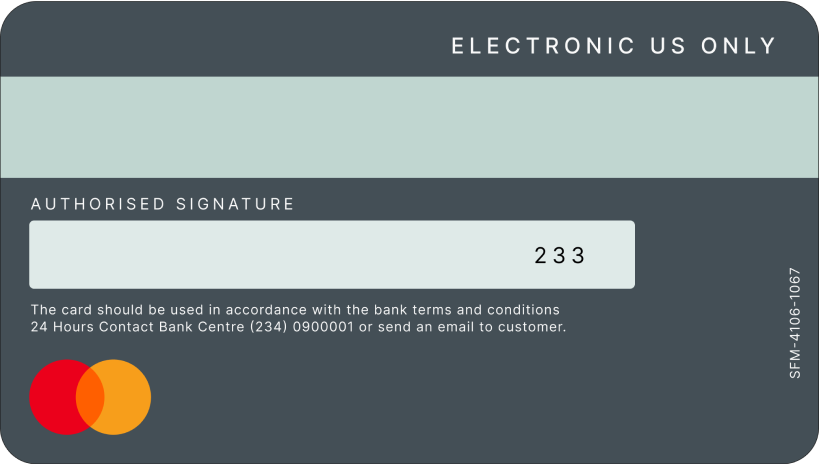 ELECTRONIC US ONLY
AUTHORISED SIGNATURE
233
The card should be used in accordance with the bank terms and conditions
24 Hours Contact Bank Centre (234) 0900001 or send an email to customer.
SFM-4106-1067